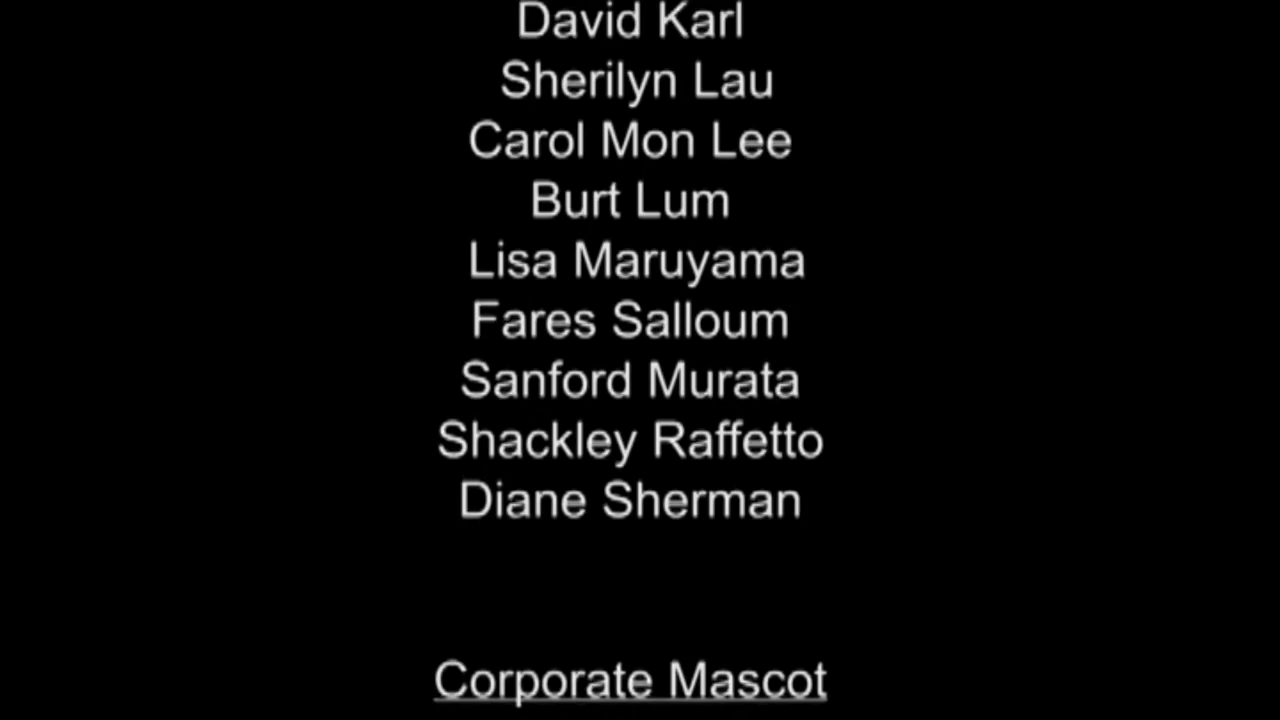 David Karl
Sherilyn Lau
Carol Mon Lee
Burt Lum
Lisa Maruyama
Fares Salloum
Sanford Murata
Shackley Raffetto
Diane Sherman
Corporate Mascot